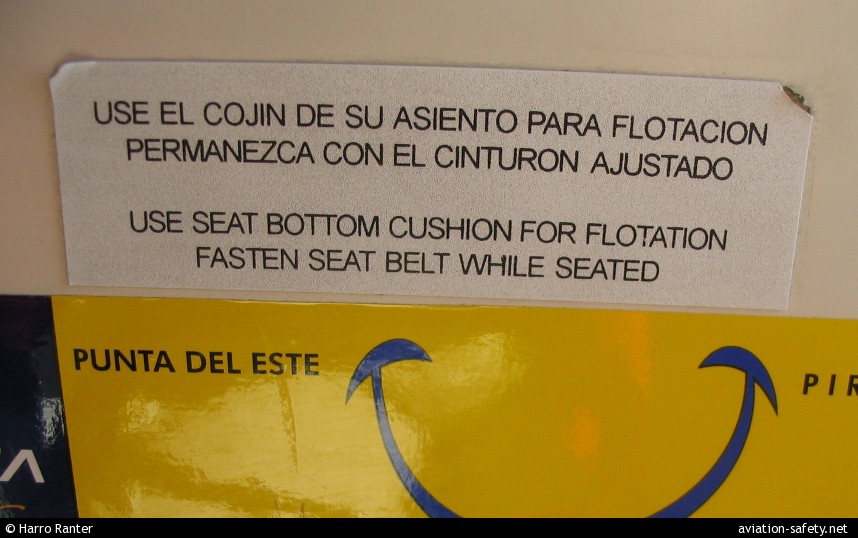 USE EL COJIN DE SU ASIENTO PARA FLOTACION
PERMANEZCA CON EL CINTURON AJUSTADO
USE SEAT BOTTOM CUSHION FOR FLOTATION
FASTEN SEAT BELT WHILE SEATED
PUNTA DEL ESTE
© Harro Ranter
aviation-safety.net